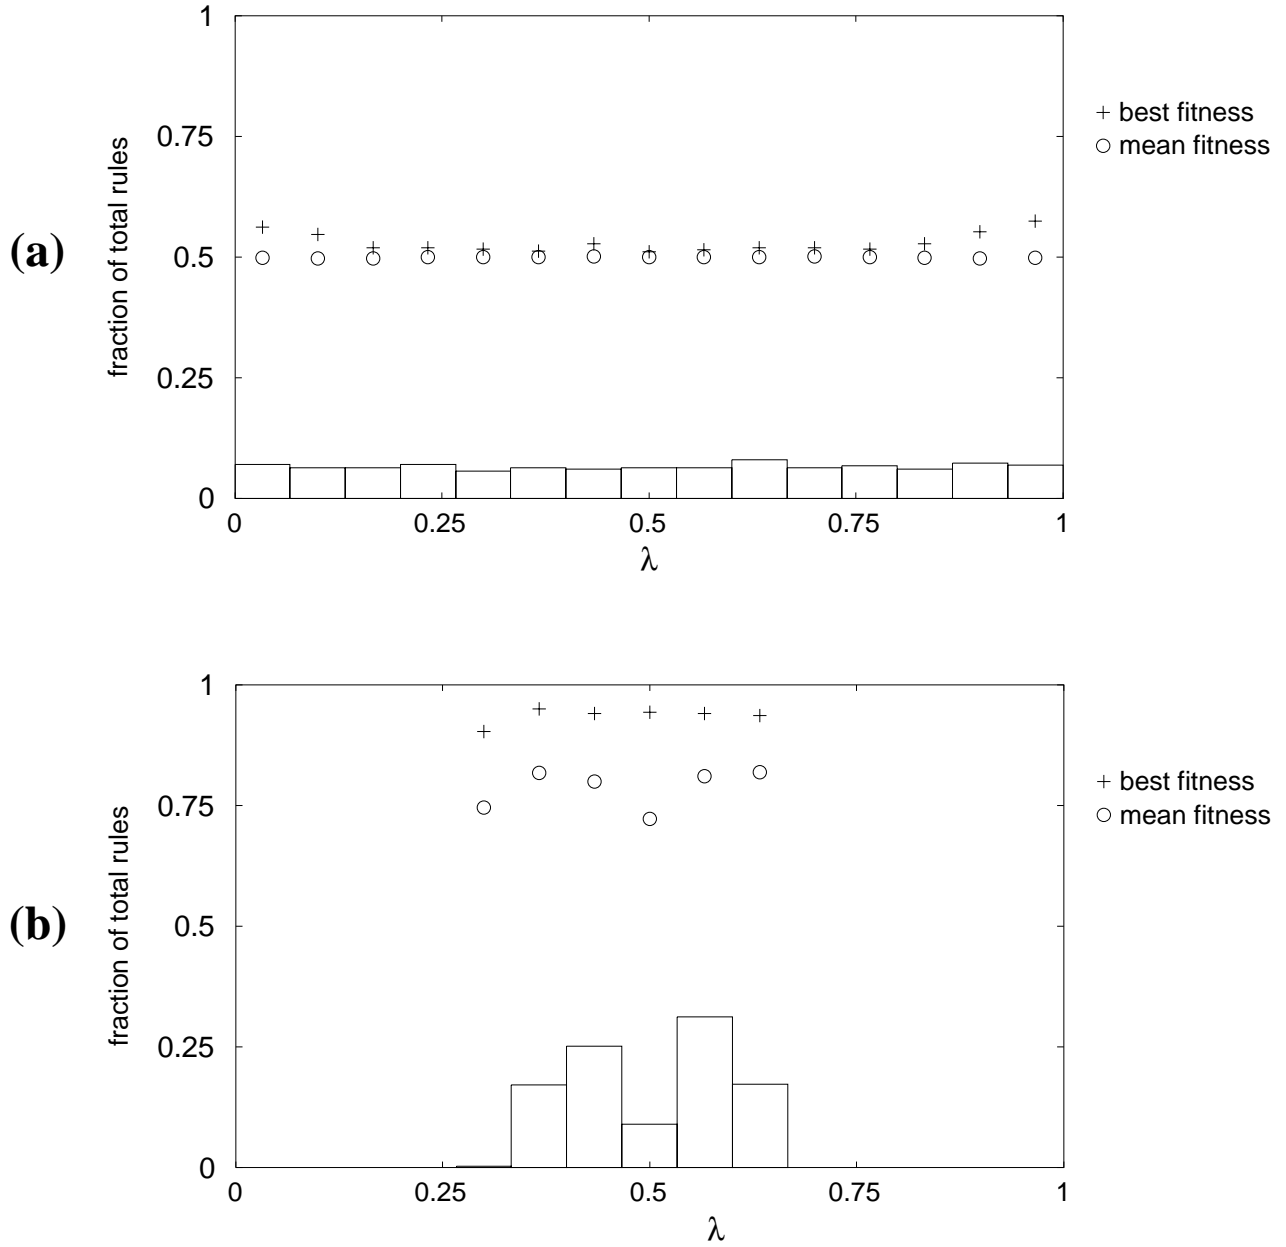 (a)
fraction of total rules
1
0.75
0.5
0.25
0
0 0.25 0.5 0.75 1
λ
+ best fitness
○ mean fitness
(b)
fraction of total rules
1
0.75
0.5
0.25
0
0 0.25 0.5 0.75 1
λ
+ best fitness
○ mean fitness